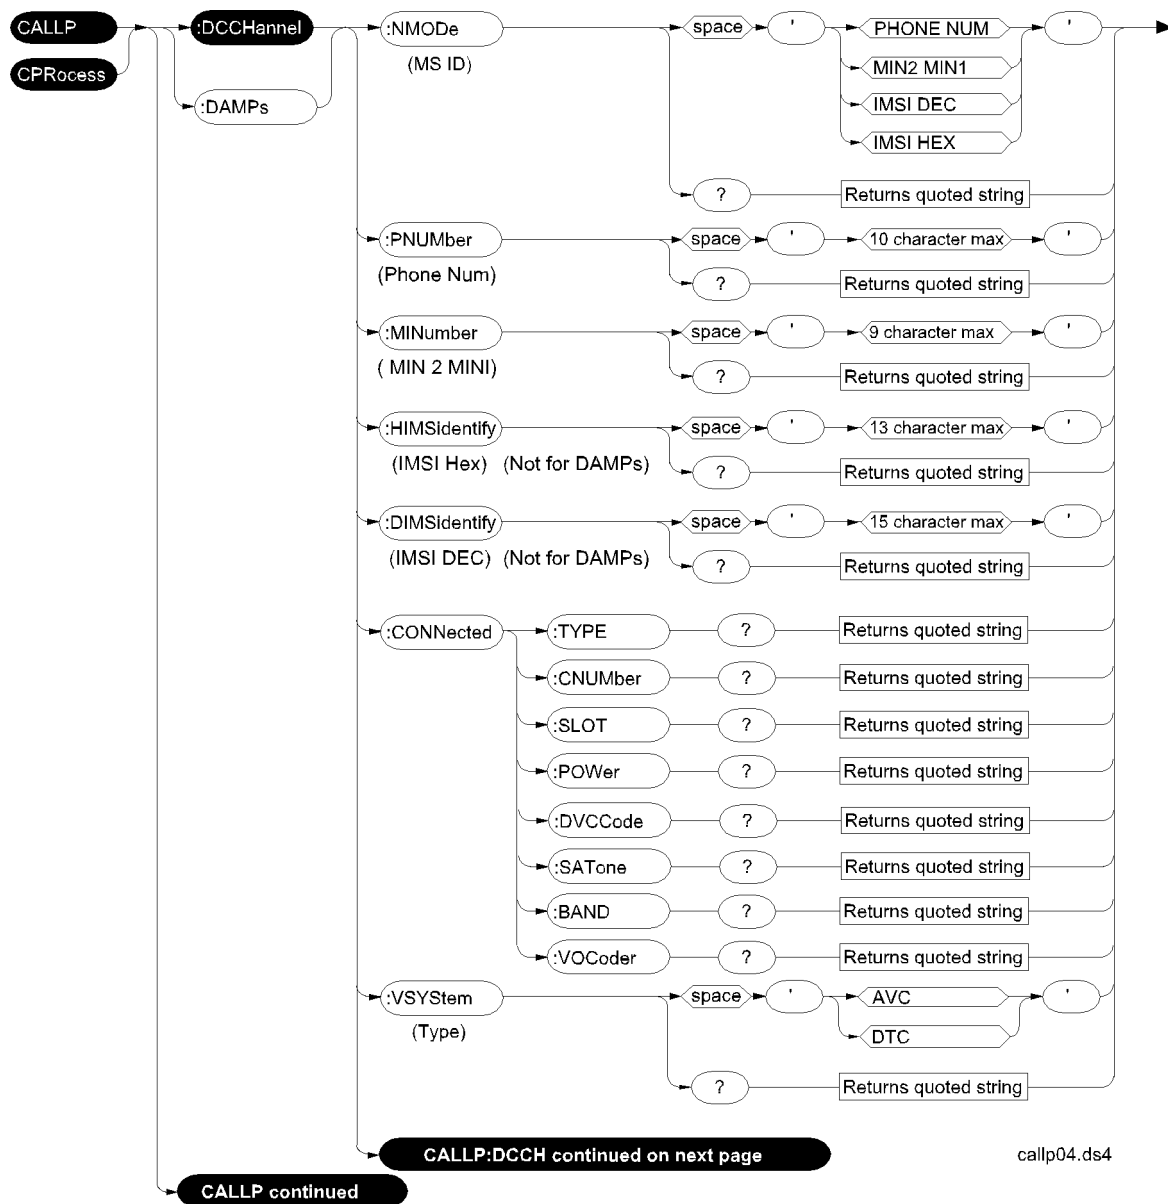 CALLP :DCCHannel :NMODe space ' PHONE NUM '
(MS ID) MIN2 MIN1
CPRocess
:DAMPs IMSI DEC
IMSI HEX
? Returns quoted string
:PNUMber space ' 10 character max '
(Phone Num) ? Returns quoted string
:MINumber space ' 9 character max '
( MIN 2 MINI) ? Returns quoted string
:HIMSidentify space ' 13 character max '
(IMSI Hex) (Not for DAMPs) ? Returns quoted string
:DIMSidentify space ' 15 character max '
(IMSI DEC) (Not for DAMPs) ? Returns quoted string
:CONNected :TYPE ? Returns quoted string
:CNUMber ? Returns quoted string
:SLOT ? Returns quoted string
:POWer ? Returns quoted string
:DVCCode ? Returns quoted string
:SATone ? Returns quoted string
:BAND ? Returns quoted string
:VOCoder ? Returns quoted string
:VSYStem space ' AVC '
(Type) DTC
? Returns quoted string
CALLP:DCCH continued on next page callp04.ds4
CALLP continued